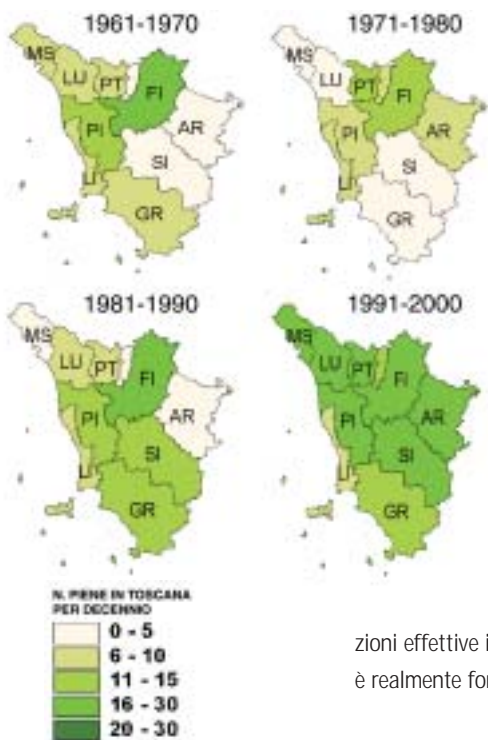 1961-1970
MS
LU
PT
FI
PI
AR
SI
LI
GR
1971-1980
MS
LU
PT
FI
PI
AR
LI
SI
GR
1981-1990
MS
LU
PT
FI
PI
AR
LI
SI
GR
1991-2000
MS
LU
PT
FI
PI
AR
LI
SI
GR
N. PIENE IN TOSCANA
PER DECENNIO
0 - 5
6 - 10
11 - 15
16 - 30
20 - 30
zioni effettive i
è realmente for